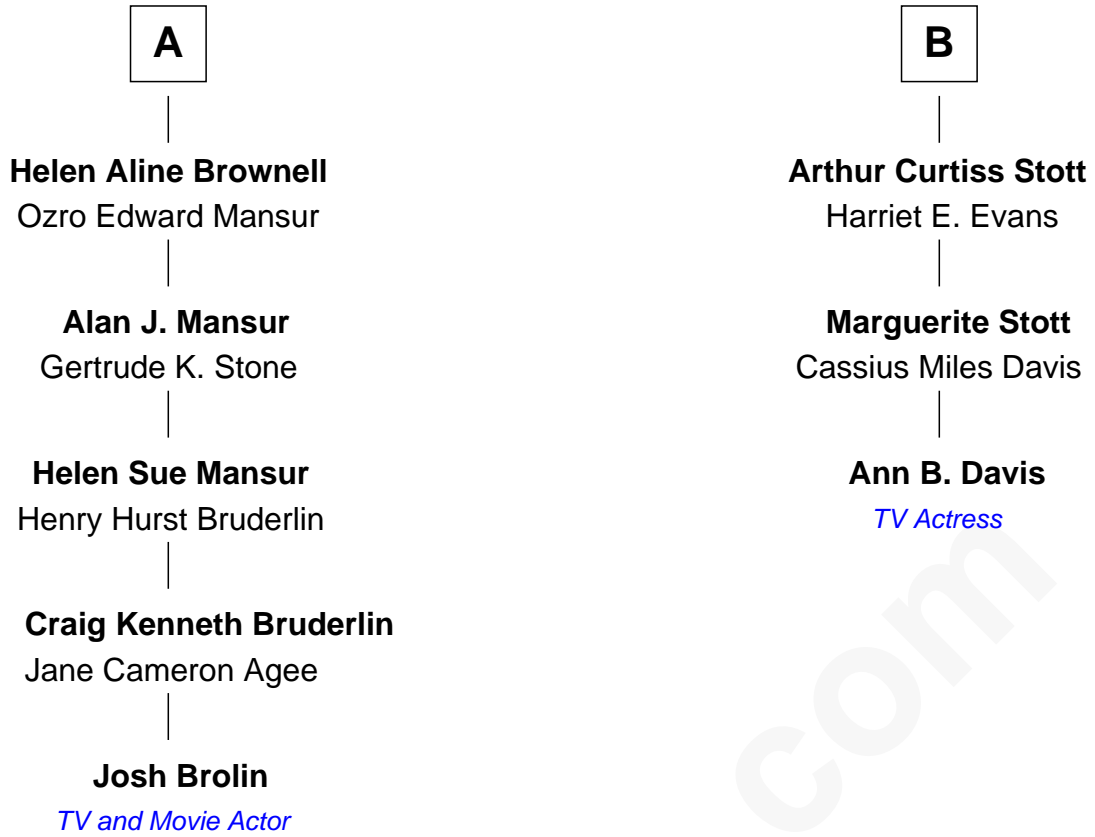 A
Helen Aline Brownell
Ozro Edward Mansur
Alan J. Mansur
Gertrude K. Stone
Helen Sue Mansur
Henry Hurst Bruderlin
Craig Kenneth Bruderlin
Jane Cameron Agee
Josh Brolin
TV and Movie Actor
B
Arthur Curtiss Stott
Harriet E. Evans
Marguerite Stott
Cassius Miles Davis
Ann B. Davis
TV Actress
com